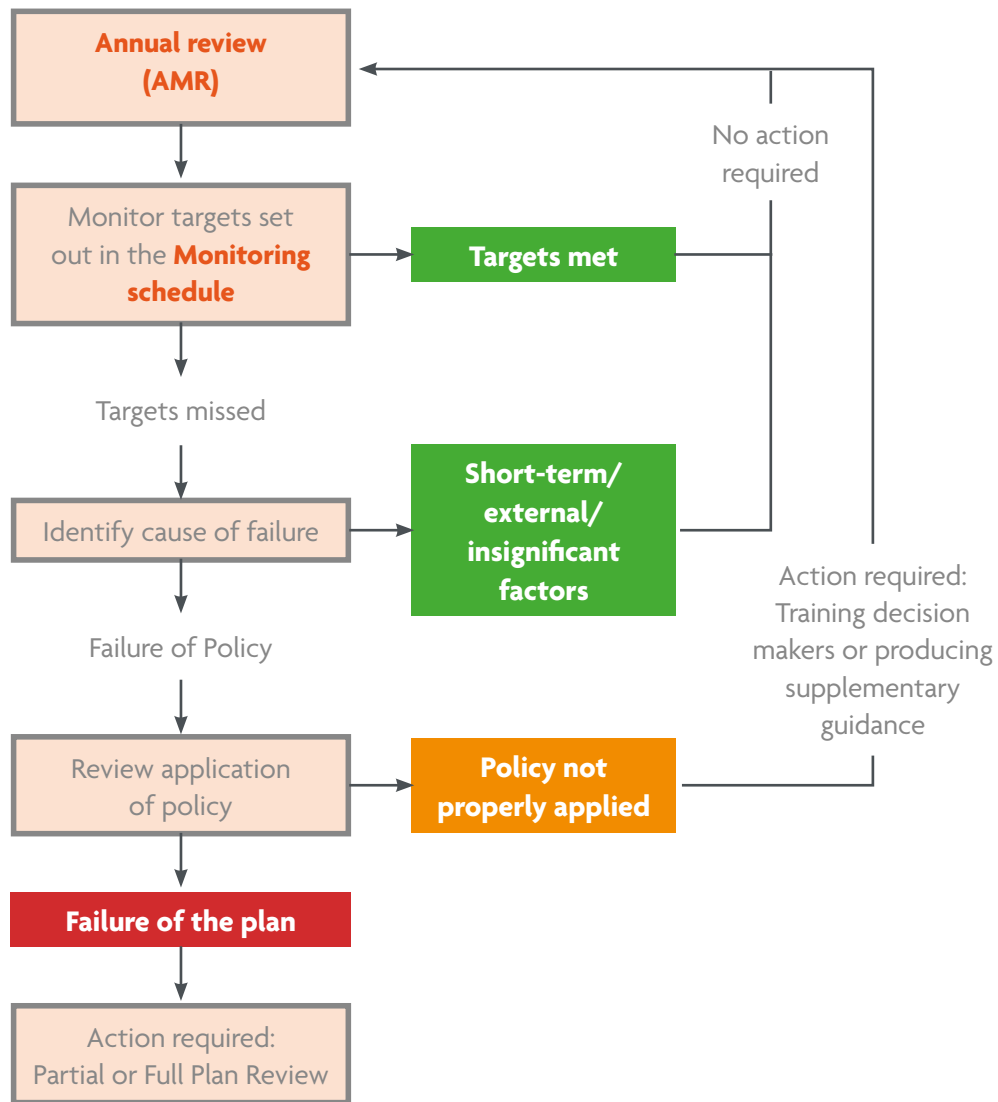 Annual review
(AMR)
No action
required
Monitor targets set
out in the Monitoring
schedule
Targets met
Targets missed
Identify cause of failure
Short-term/
external/
insignificant
factors
Action required:
Training decision
makers or producing
supplementary
guidance
Failure of Policy
Review application
of policy
Policy not
properly applied
Failure of the plan
Action required:
Partial or Full Plan Review